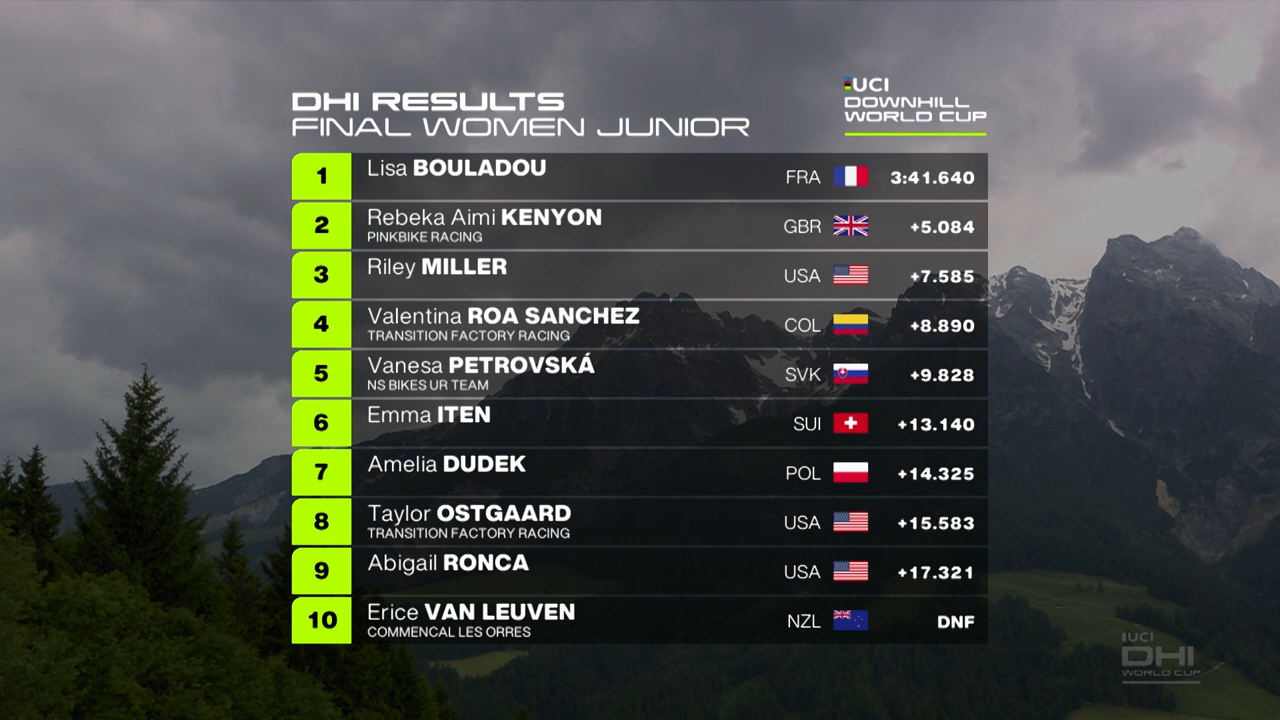 DHI RESULTS
FINAL WOMEN JUNIOR
UCI
DOWNHILL
WORLD CUP
1 Lisa BOULADOU FRA 3:41.640
2 Rebeka Aimi KENYON GBR +5.084
PINKBIKE RACING
3 Riley MILLER USA +7.585
4 Valentina ROA SANCHEZ COL +8.890
TRANSITION FACTORY RACING
5 Vanesa PETROVSKÁ SVK +9.828
NS BIKES UR TEAM
6 Emma ITEN SUI +13.140
7 Amelia DUDEK POL +14.325
8 Taylor OSTGAARD USA +15.583
TRANSITION FACTORY RACING
9 Abigail RONCA USA +17.321
10 Erice VAN LEUVEN NZL DNF
COMMENCAL LES ORRES
UCI
DHI
WORLD CUP